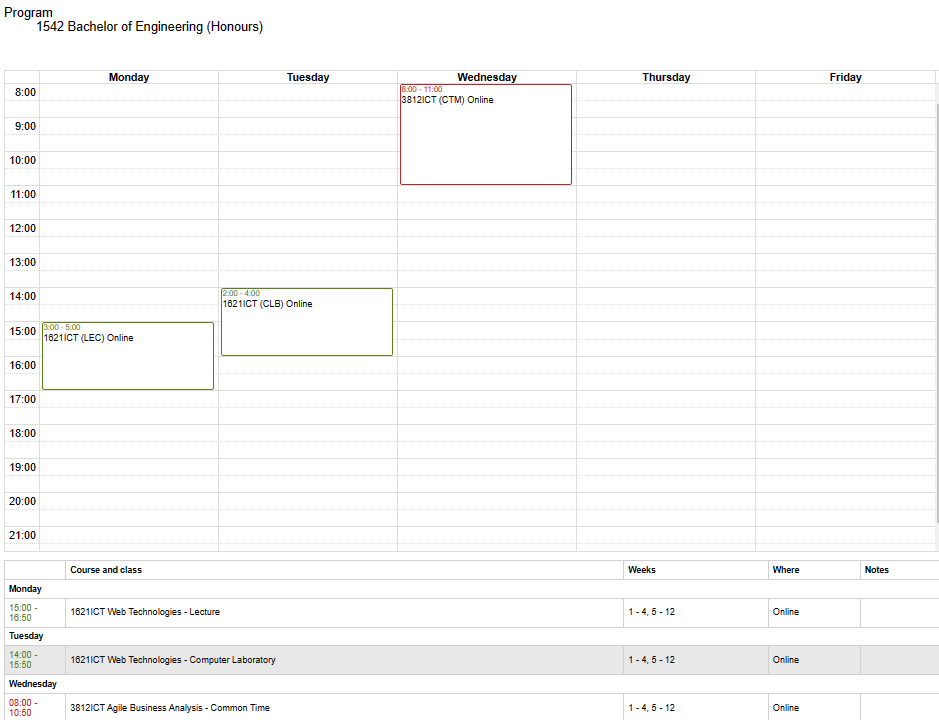 Program
1542 Bachelor of Engineering (Honours)
Monday Tuesday Wednesday Thursday Friday
8:00
8:00 - 11:00
3812ICT (CTM) Online
9:00
10:00
11:00
12:00
13:00
14:00
2:00 - 4:00
1621ICT (CLB) Online
15:00
3:00 - 5:00
1621ICT (LEC) Online
16:00
17:00
18:00
19:00
20:00
21:00
Course and class Weeks Where Notes
Monday
15:00 -
16:50
1621ICT Web Technologies - Lecture 1 - 4, 5 - 12 Online
Tuesday
14:00 -
15:50
1621ICT Web Technologies - Computer Laboratory 1 - 4, 5 - 12 Online
Wednesday
08:00 -
10:50
3812ICT Agile Business Analysis - Common Time 1 - 4, 5 - 12 Online